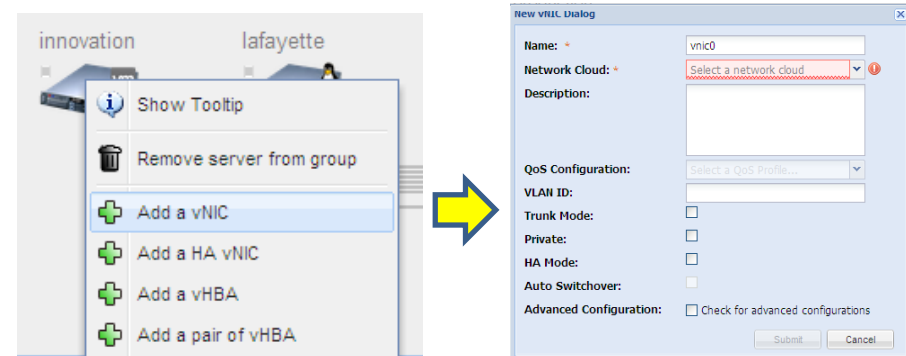 innovation lafayette
vm
Show Tooltip
Remove server from group
Add a vNIC
Add a HA vNIC
Add a vHBA
Add a pair of vHBA
New vNIC Dialog
Name: * vnic0
Network Cloud: * Select a network cloud
Description:
QoS Configuration: Select a QoS Profile...
VLAN ID:
Trunk Mode:
Private:
HA Mode:
Auto Switchover:
Advanced Configuration: Check for advanced configurations
Submit Cancel